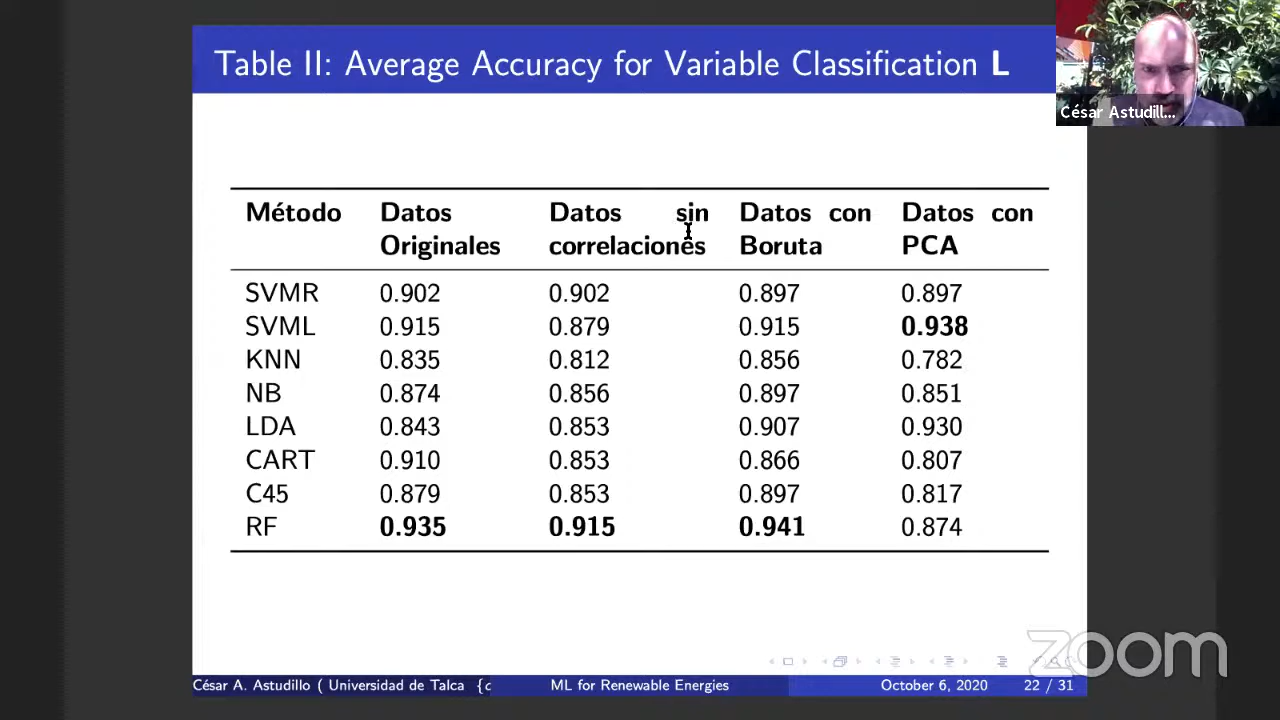 Table II: Average Accuracy for Variable Classification L
César Astudill...
Método Datos Originales Datos sin correlaciones Datos con Boruta Datos con PCA
SVMR 0.902 0.902 0.897 0.897
SVML 0.915 0.879 0.915 0.938
KNN 0.835 0.812 0.856 0.782
NB 0.874 0.856 0.897 0.851
LDA 0.843 0.853 0.907 0.930
CART 0.910 0.853 0.866 0.807
C45 0.879 0.853 0.897 0.817
RF 0.935 0.915 0.941 0.874
zoom
César A. Astudillo ( Universidad de Talca {c ML for Renewable Energies October 6, 2020 22 / 31